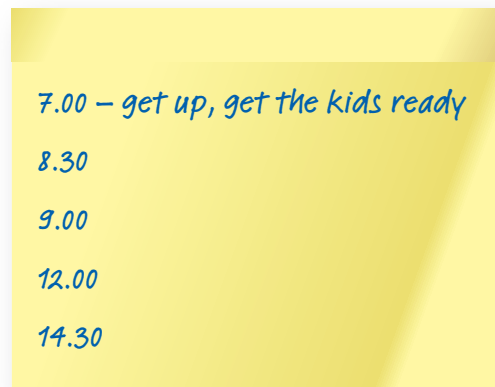 7.00 – get up, get the kids ready
8.30
9.00
12.00
14.30